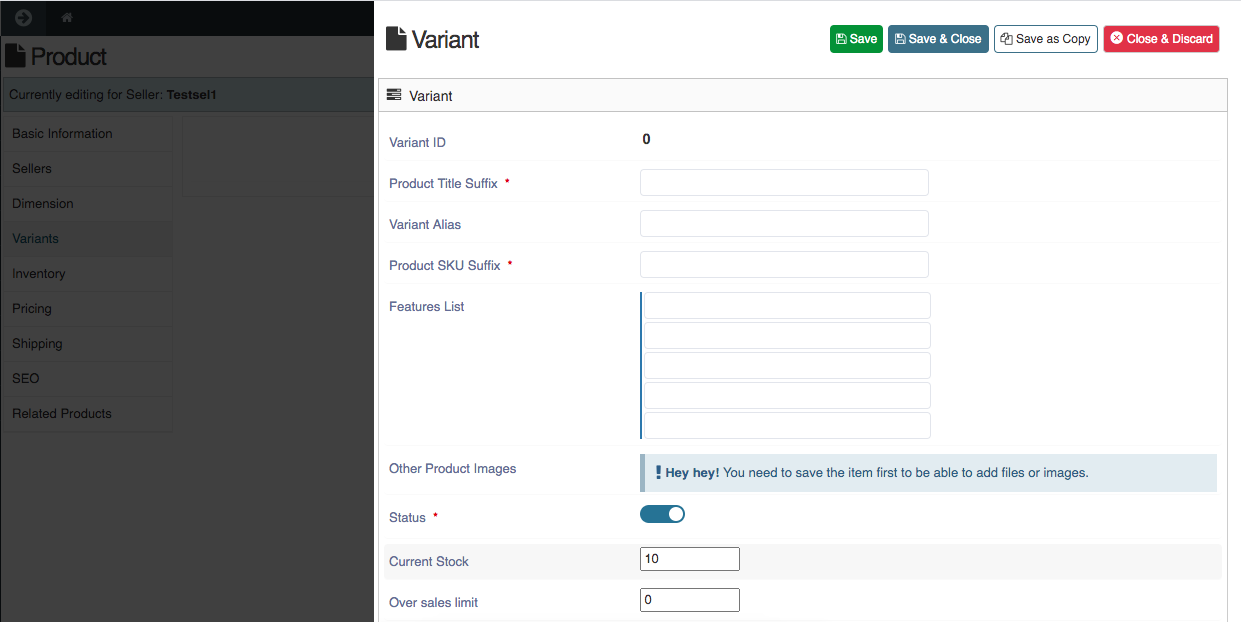 Product
Currently editing for Seller: Testsel1
Basic Information
Sellers
Dimension
Variants
Inventory
Pricing
Shipping
SEO
Related Products
Variant
Save
Save & Close
Save as Copy
Close & Discard
Variant
Variant ID 0
Product Title Suffix *
Variant Alias
Product SKU Suffix *
Features List
Other Product Images
! Hey hey! You need to save the item first to be able to add files or images.
Status *
Current Stock 10
Over sales limit 0